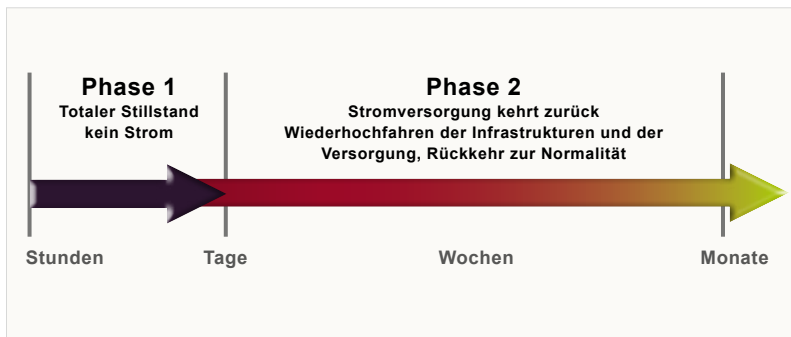 Phase 1
Totaler Stillstand
kein Strom
Phase 2
Stromversorgung kehrt zurück
Wiederhochfahren der Infrastrukturen und der
Versorgung, Rückkehr zur Normalität
Stunden
Tage
Wochen
Monate